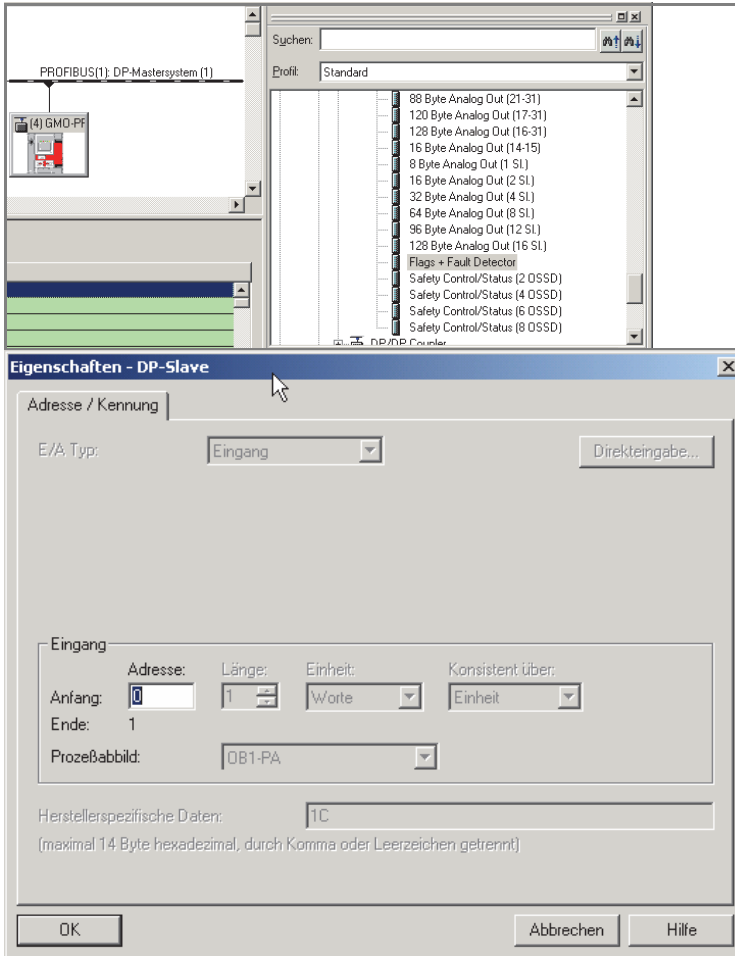 Suchen:
Profil: Standard
PROFIBUS(1): DP-Mastersystem (1)
(4) GMO-PF
88 Byte Analog Out (21-31)
120 Byte Analog Out (17-31)
128 Byte Analog Out (16-31)
16 Byte Analog Out (14-15)
8 Byte Analog Out (1 Sl.)
16 Byte Analog Out (2 Sl.)
32 Byte Analog Out (4 Sl.)
64 Byte Analog Out (8 Sl.)
96 Byte Analog Out (12 Sl.)
128 Byte Analog Out (16 Sl.)
Flags + Fault Detector
Safety Control/Status (2 OSSD)
Safety Control/Status (4 OSSD)
Safety Control/Status (6 OSSD)
Safety Control/Status (8 OSSD)
DP/DP Coupler
Eigenschaften - DP-Slave
Adresse / Kennung
E/A Typ: Eingang Direkteingabe...
Eingang
Adresse: Länge: Einheit: Konsistent über:
Anfang: 0 1 Worte Einheit
Ende: 1
Prozeßabbild: OB1-PA
Herstellerspezifische Daten: 1C
(maximal 14 Byte hexadezimal, durch Komma oder Leerzeichen getrennt)
OK Abbrechen Hilfe